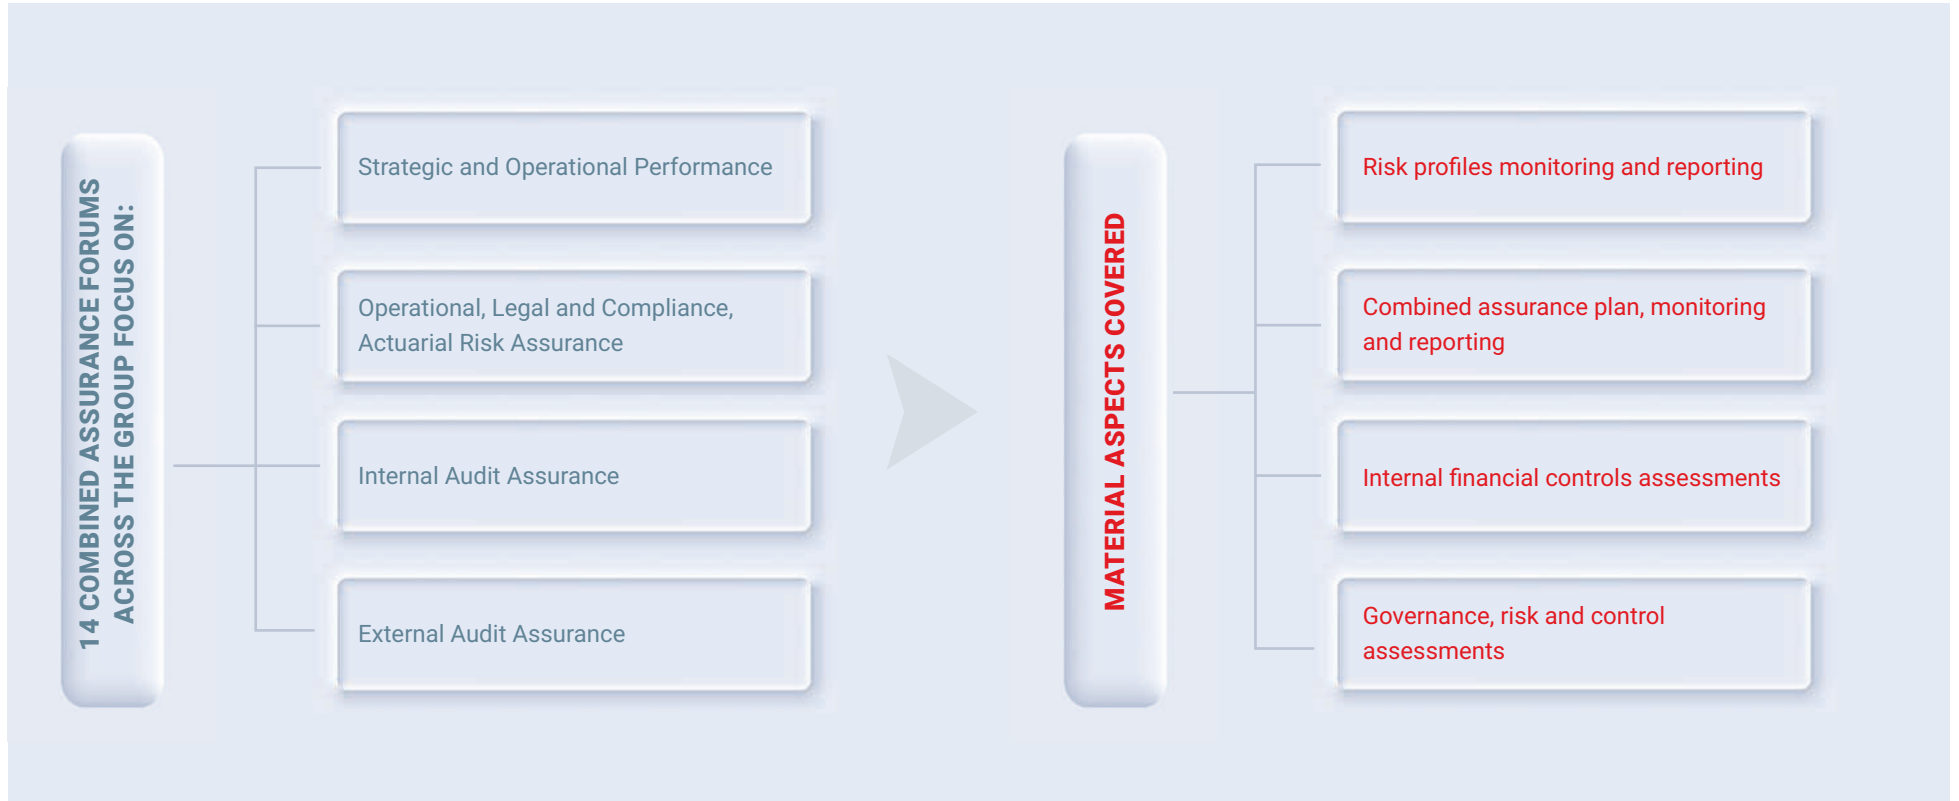 14 COMBINED ASSURANCE FORUMS
ACROSS THE GROUP FOCUS ON:
Strategic and Operational Performance
Operational, Legal and Compliance,
Actuarial Risk Assurance
Internal Audit Assurance
External Audit Assurance
MATERIAL ASPECTS COVERED
Risk profiles monitoring and reporting
Combined assurance plan, monitoring
and reporting
Internal financial controls assessments
Governance, risk and control
assessments